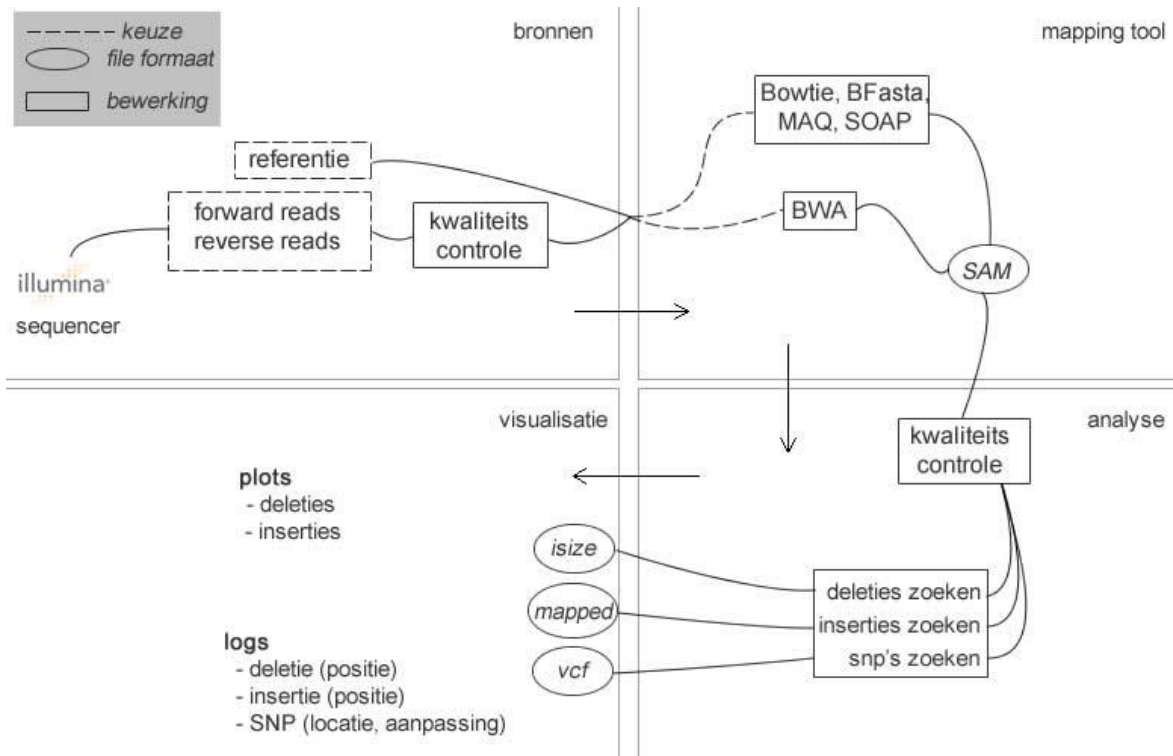 keuze
file formaat
bewerking
bronnen
referentie
forward reads
reverse reads
kwaliteits
controle
illumina
sequencer
mapping tool
Bowtie, BFasta,
MAQ, SOAP
BWA
SAM
visualisatie
plots
- deleties
- inserties
logs
- deletie (positie)
- insertie (positie)
- SNP (locatie, aanpassing)
isize
mapped
vcf
analyse
kwaliteits
controle
deleties zoeken
inserties zoeken
snp's zoeken